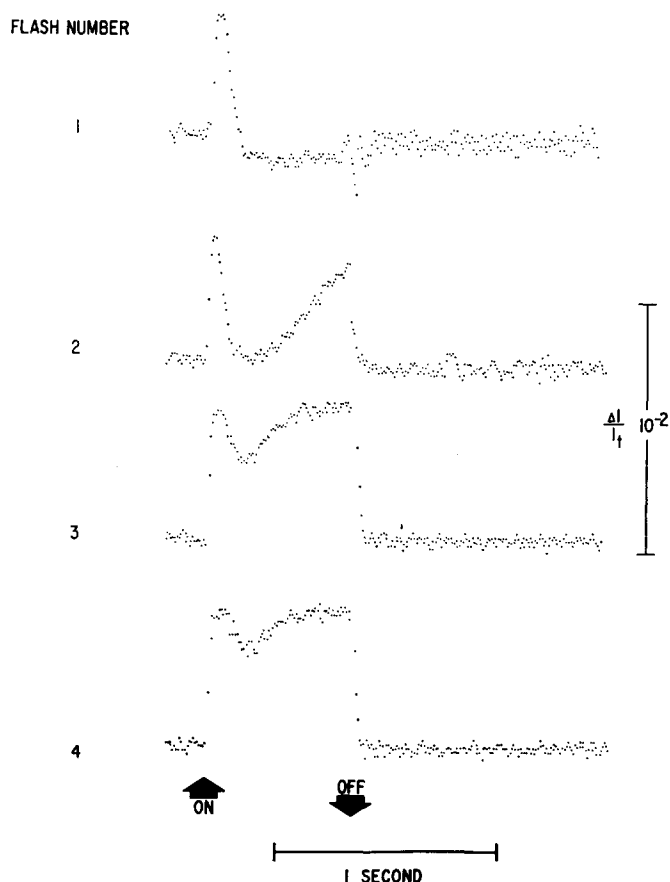 FLASH NUMBER
1
2
3
4
ΔI
I_t
10^-2
ON
OFF
1 SECOND